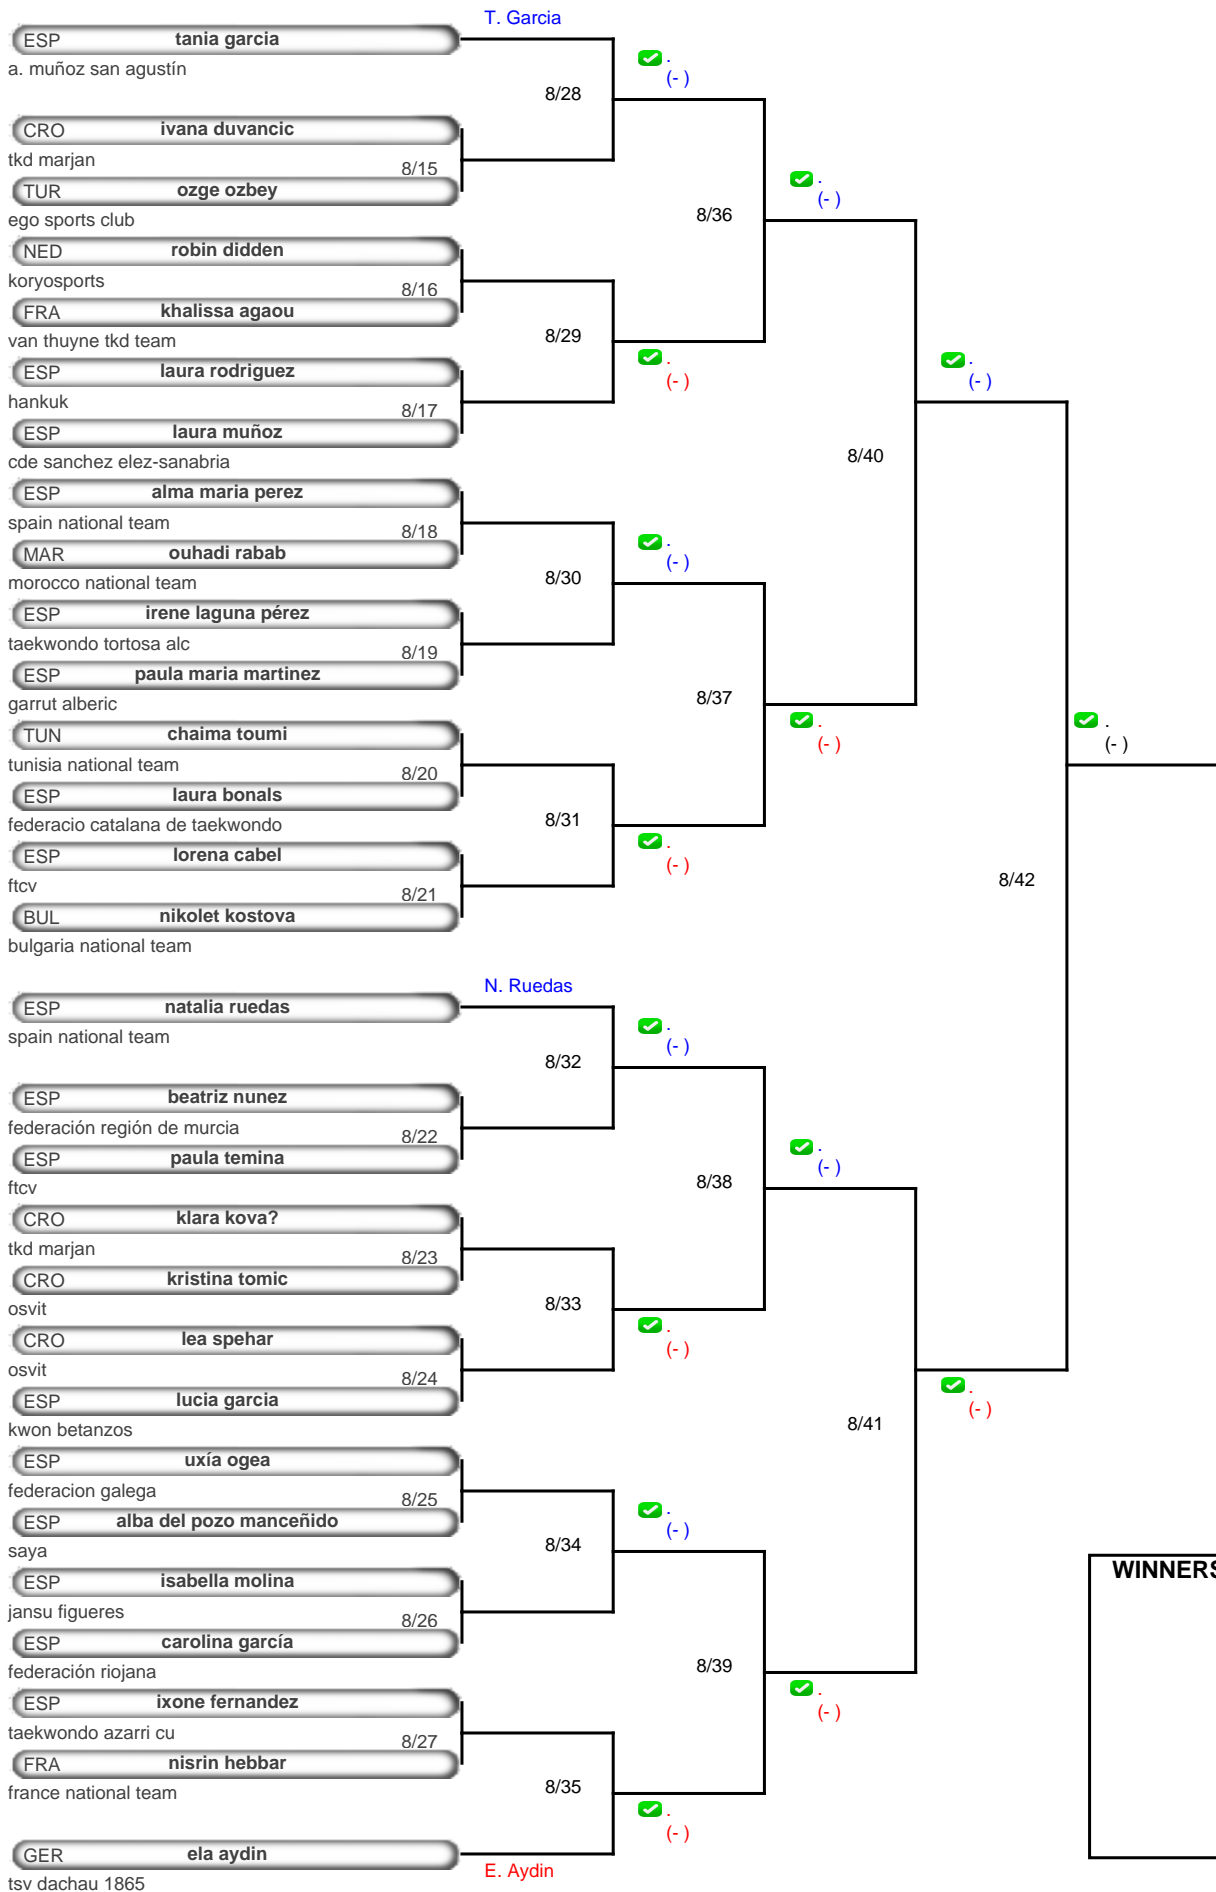 T. Garcia
ESP tania garcia
a. muñoz san agustín
.
(- )
8/28
CRO ivana duvancic
tkd marjan
8/15
TUR ozge ozbey
.
(- )
ego sports club
8/36
NED robin didden
koryosports
8/16
FRA khalissa agaou
van thuyne tkd team
8/29
.
(- )
ESP laura rodriguez
.
(- )
hankuk
8/17
ESP laura muñoz
cde sanchez elez-sanabria
8/40
ESP alma maria perez
spain national team
8/18
MAR ouhadi rabab
.
(- )
morocco national team
8/30
ESP irene laguna pérez
taekwondo tortosa alc
8/19
ESP paula maria martinez
garrut alberic
8/37
TUN chaima toumi
.
(- )
.
(- )
tunisia national team
8/20
ESP laura bonals
federacio catalana de taekwondo
8/31
.
(- )
ESP lorena cabel
ftcv
8/21
8/42
BUL nikolet kostova
bulgaria national team
N. Ruedas
ESP natalia ruedas
spain national team
.
(- )
8/32
ESP beatriz nunez
federación región de murcia
8/22
ESP paula temina
.
(- )
ftcv
8/38
CRO klara kova?
tkd marjan
8/23
CRO kristina tomic
osvit
8/33
.
(- )
CRO lea spehar
osvit
8/24
ESP lucia garcia
.
(- )
kwon betanzos
8/41
ESP uxía ogea
federacion galega
8/25
ESP alba del pozo manceñido
.
(- )
saya
8/34
ESP isabella molina
WINNERS
jansu figueres
8/26
ESP carolina garcía
federación riojana
8/39
ESP ixone fernandez
.
(- )
taekwondo azarri cu
8/27
FRA nisrin hebbar
france national team
8/35
.
(- )
GER ela aydin
E. Aydin
tsv dachau 1865